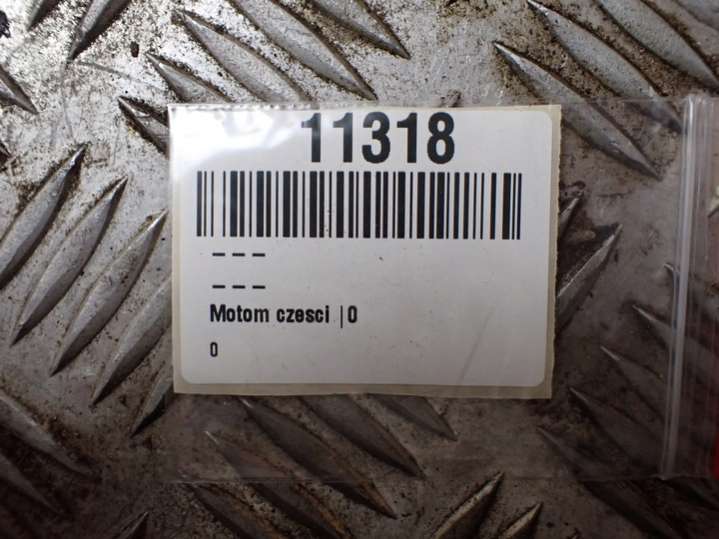 11318
---
---
Motom czesci |0
0